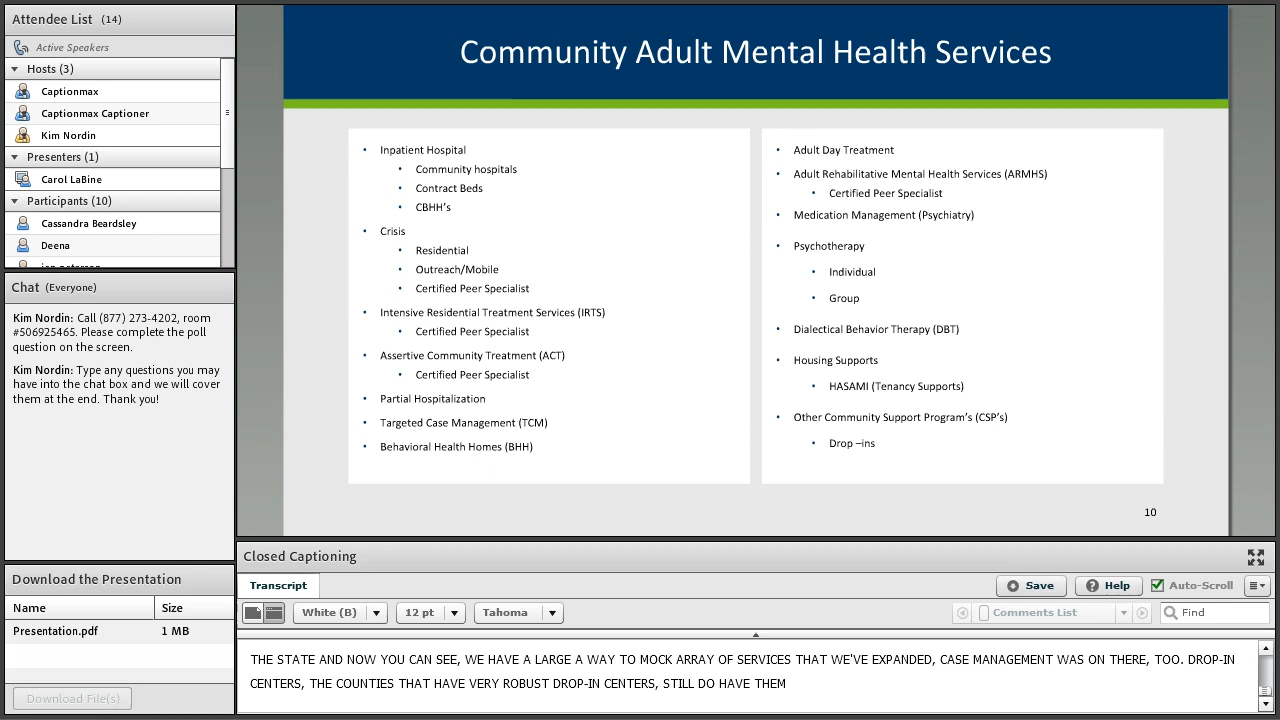 Attendee List (14)
Active Speakers
Hosts (3)
Captionmax
Captionmax Captioner
Kim Nordin
Presenters (1)
Carol LaBine
Participants (10)
Cassandra Beardsley
Deena
Chat (Everyone)
Kim Nordin: Call (877) 273-4202, room
#506925465. Please complete the poll
question on the screen.
Kim Nordin: Type any questions you may
have into the chat box and we will cover
them at the end. Thank you!
Download the Presentation
Name Size
Presentation.pdf 1 MB
Download File(s)
Community Adult Mental Health Services
• Inpatient Hospital
• Community hospitals
• Contract Beds
• CBHH's
• Crisis
• Residential
• Outreach/Mobile
• Certified Peer Specialist
• Intensive Residential Treatment Services (IRTS)
• Certified Peer Specialist
• Assertive Community Treatment (ACT)
• Certified Peer Specialist
• Partial Hospitalization
• Targeted Case Management (TCM)
• Behavioral Health Homes (BHH)
• Adult Day Treatment
• Adult Rehabilitative Mental Health Services (ARMHS)
• Certified Peer Specialist
• Medication Management (Psychiatry)
• Psychotherapy
• Individual
• Group
• Dialectical Behavior Therapy (DBT)
• Housing Supports
• HASAMI (Tenancy Supports)
• Other Community Support Program's (CSP's)
• Drop –ins
10
Closed Captioning
Transcript Save Help Auto-Scroll
White (B) 12 pt Tahoma Comments List Find
THE STATE AND NOW YOU CAN SEE, WE HAVE A LARGE A WAY TO MOCK ARRAY OF SERVICES THAT WE'VE EXPANDED, CASE MANAGEMENT WAS ON THERE, TOO. DROP-IN
CENTERS, THE COUNTIES THAT HAVE VERY ROBUST DROP-IN CENTERS, STILL DO HAVE THEM